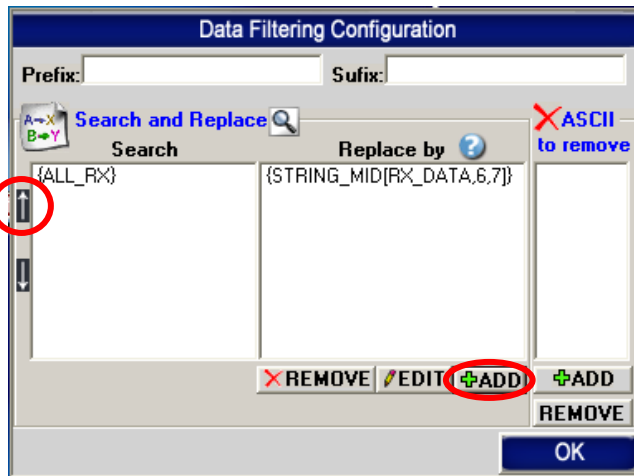 Data Filtering Configuration
Prefix:
Sufix:
A→X
B→Y
Search and Replace
ASCII
to remove
Search
Replace by ?
{ALL_RX}
{STRING_MID[RX_DATA,6,7]}
REMOVE
EDIT
ADD
ADD
REMOVE
OK